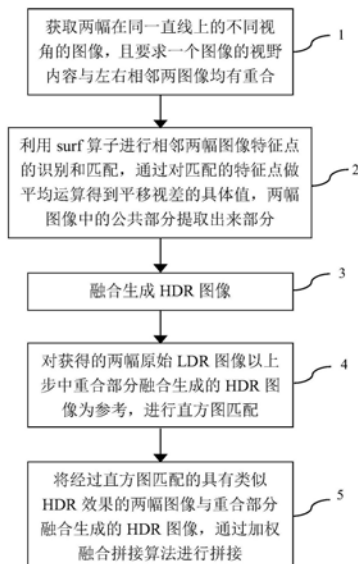 获取两幅在同一直线上的不同视
角的图像，且要求一个图像的视野
内容与左右相邻两图像均有重合
1
利用 surf 算子进行相邻两幅图像特征点
的识别和匹配，通过对匹配的特征点做
平均运算得到平移视差的具体值，两幅
图像中的公共部分提取出来部分
2
融合生成 HDR 图像
3
对获得的两幅原始 LDR 图像以上
步中重合部分融合生成的 HDR 图
像为参考，进行直方图匹配
4
将经过直方图匹配的具有类似
HDR 效果的两幅图像与重合部分
融合生成的 HDR 图像，通过加权
融合拼接算法进行拼接
5